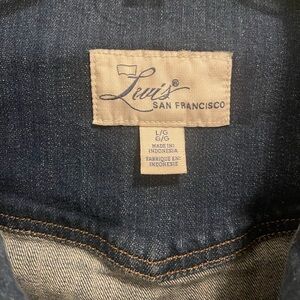 Levi's®
SAN FRANCISCO
L/G
G/G
MADE IN:
INDONESIA
FABRIQUÉ EN:
INDONÉSIE